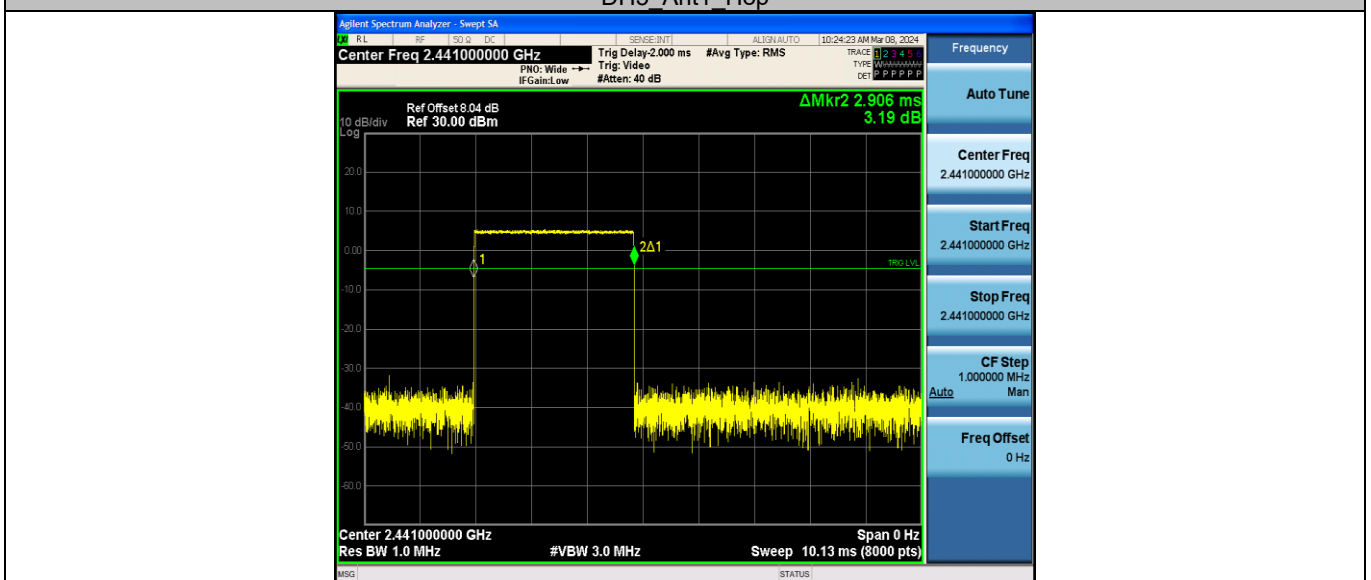 DH5_Ant1_Hop
Agilent Spectrum Analyzer - Swept SA
RL RF 50 Ω DC SENSE:INT ALIGN AUTO 10:24:23 AM Mar 08, 2024
Center Freq 2.441000000 GHz Trig Delay-2.000 ms #Avg Type: RMS TRACE 1 2 3 4 5 6
PNO: Wide Trig: Video TYPE
IFGain:Low #Atten: 40 dB DET P P P P P P
Ref Offset 8.04 dB ΔMkr2 2.906 ms
10 dB/div Ref 30.00 dBm 3.19 dB
Log
20.0
10.0
0.00
-10.0
-20.0
-30.0
-40.0
-50.0
-60.0
1
2Δ1
TRIG LVL
Center 2.441000000 GHz Span 0 Hz
Res BW 1.0 MHz #VBW 3.0 MHz Sweep 10.13 ms (8000 pts)
MSG STATUS
Frequency
Auto Tune
Center Freq
2.441000000 GHz
Start Freq
2.441000000 GHz
Stop Freq
2.441000000 GHz
CF Step
1.000000 MHz
Auto Man
Freq Offset
0 Hz